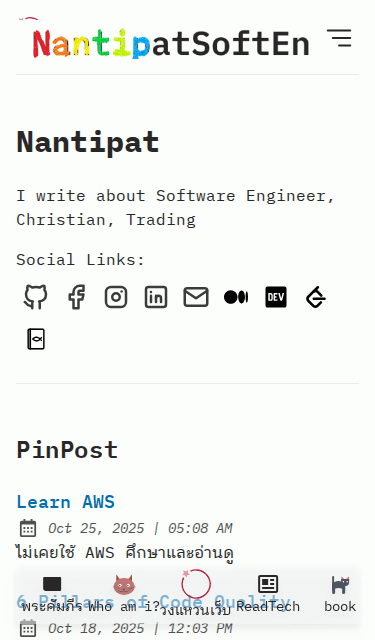 NantipatSoftEn
Nantipat
I write about Software Engineer,
Christian, Trading
Social Links:
DEV
PinPost
Learn AWS
Oct 25, 2025 | 05:08 AM
ไม่เคยใช้ AWS ศึกษาและอ่านดู
6 Pillars of Code Quality
พระคัมภีร์ Who am i? วงแหวนเว็บ ReadTech book
Oct 18, 2025 | 12:03 PM